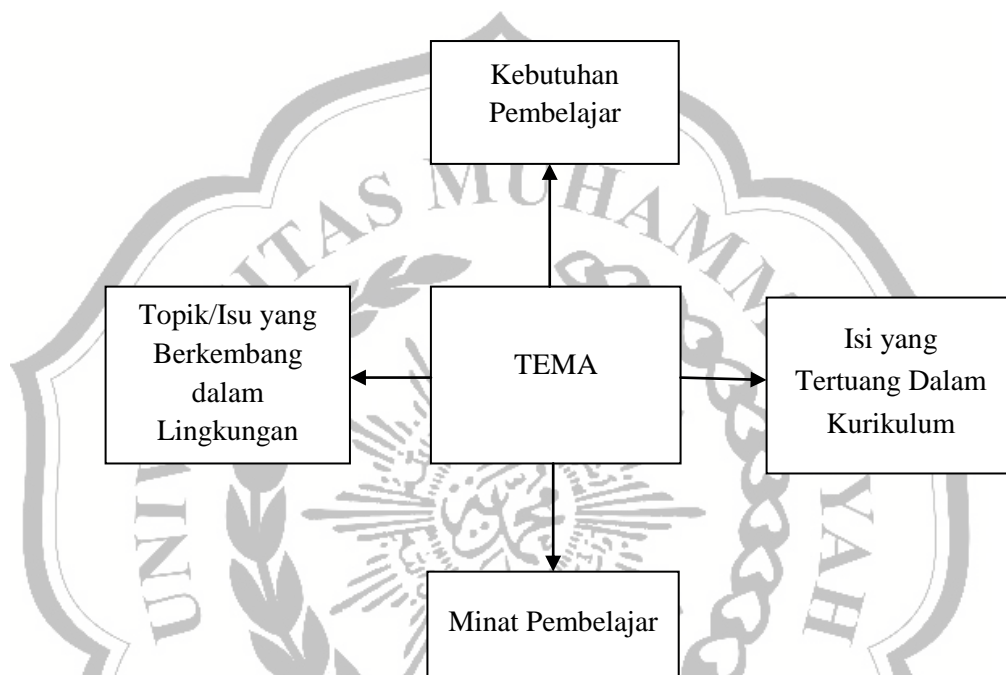 Kebutuhan
Pembelajar
Topik/Isu yang
Berkembang
dalam
Lingkungan
TEMA
Isi yang
Tertuang Dalam
Kurikulum
Minat Pembelajar